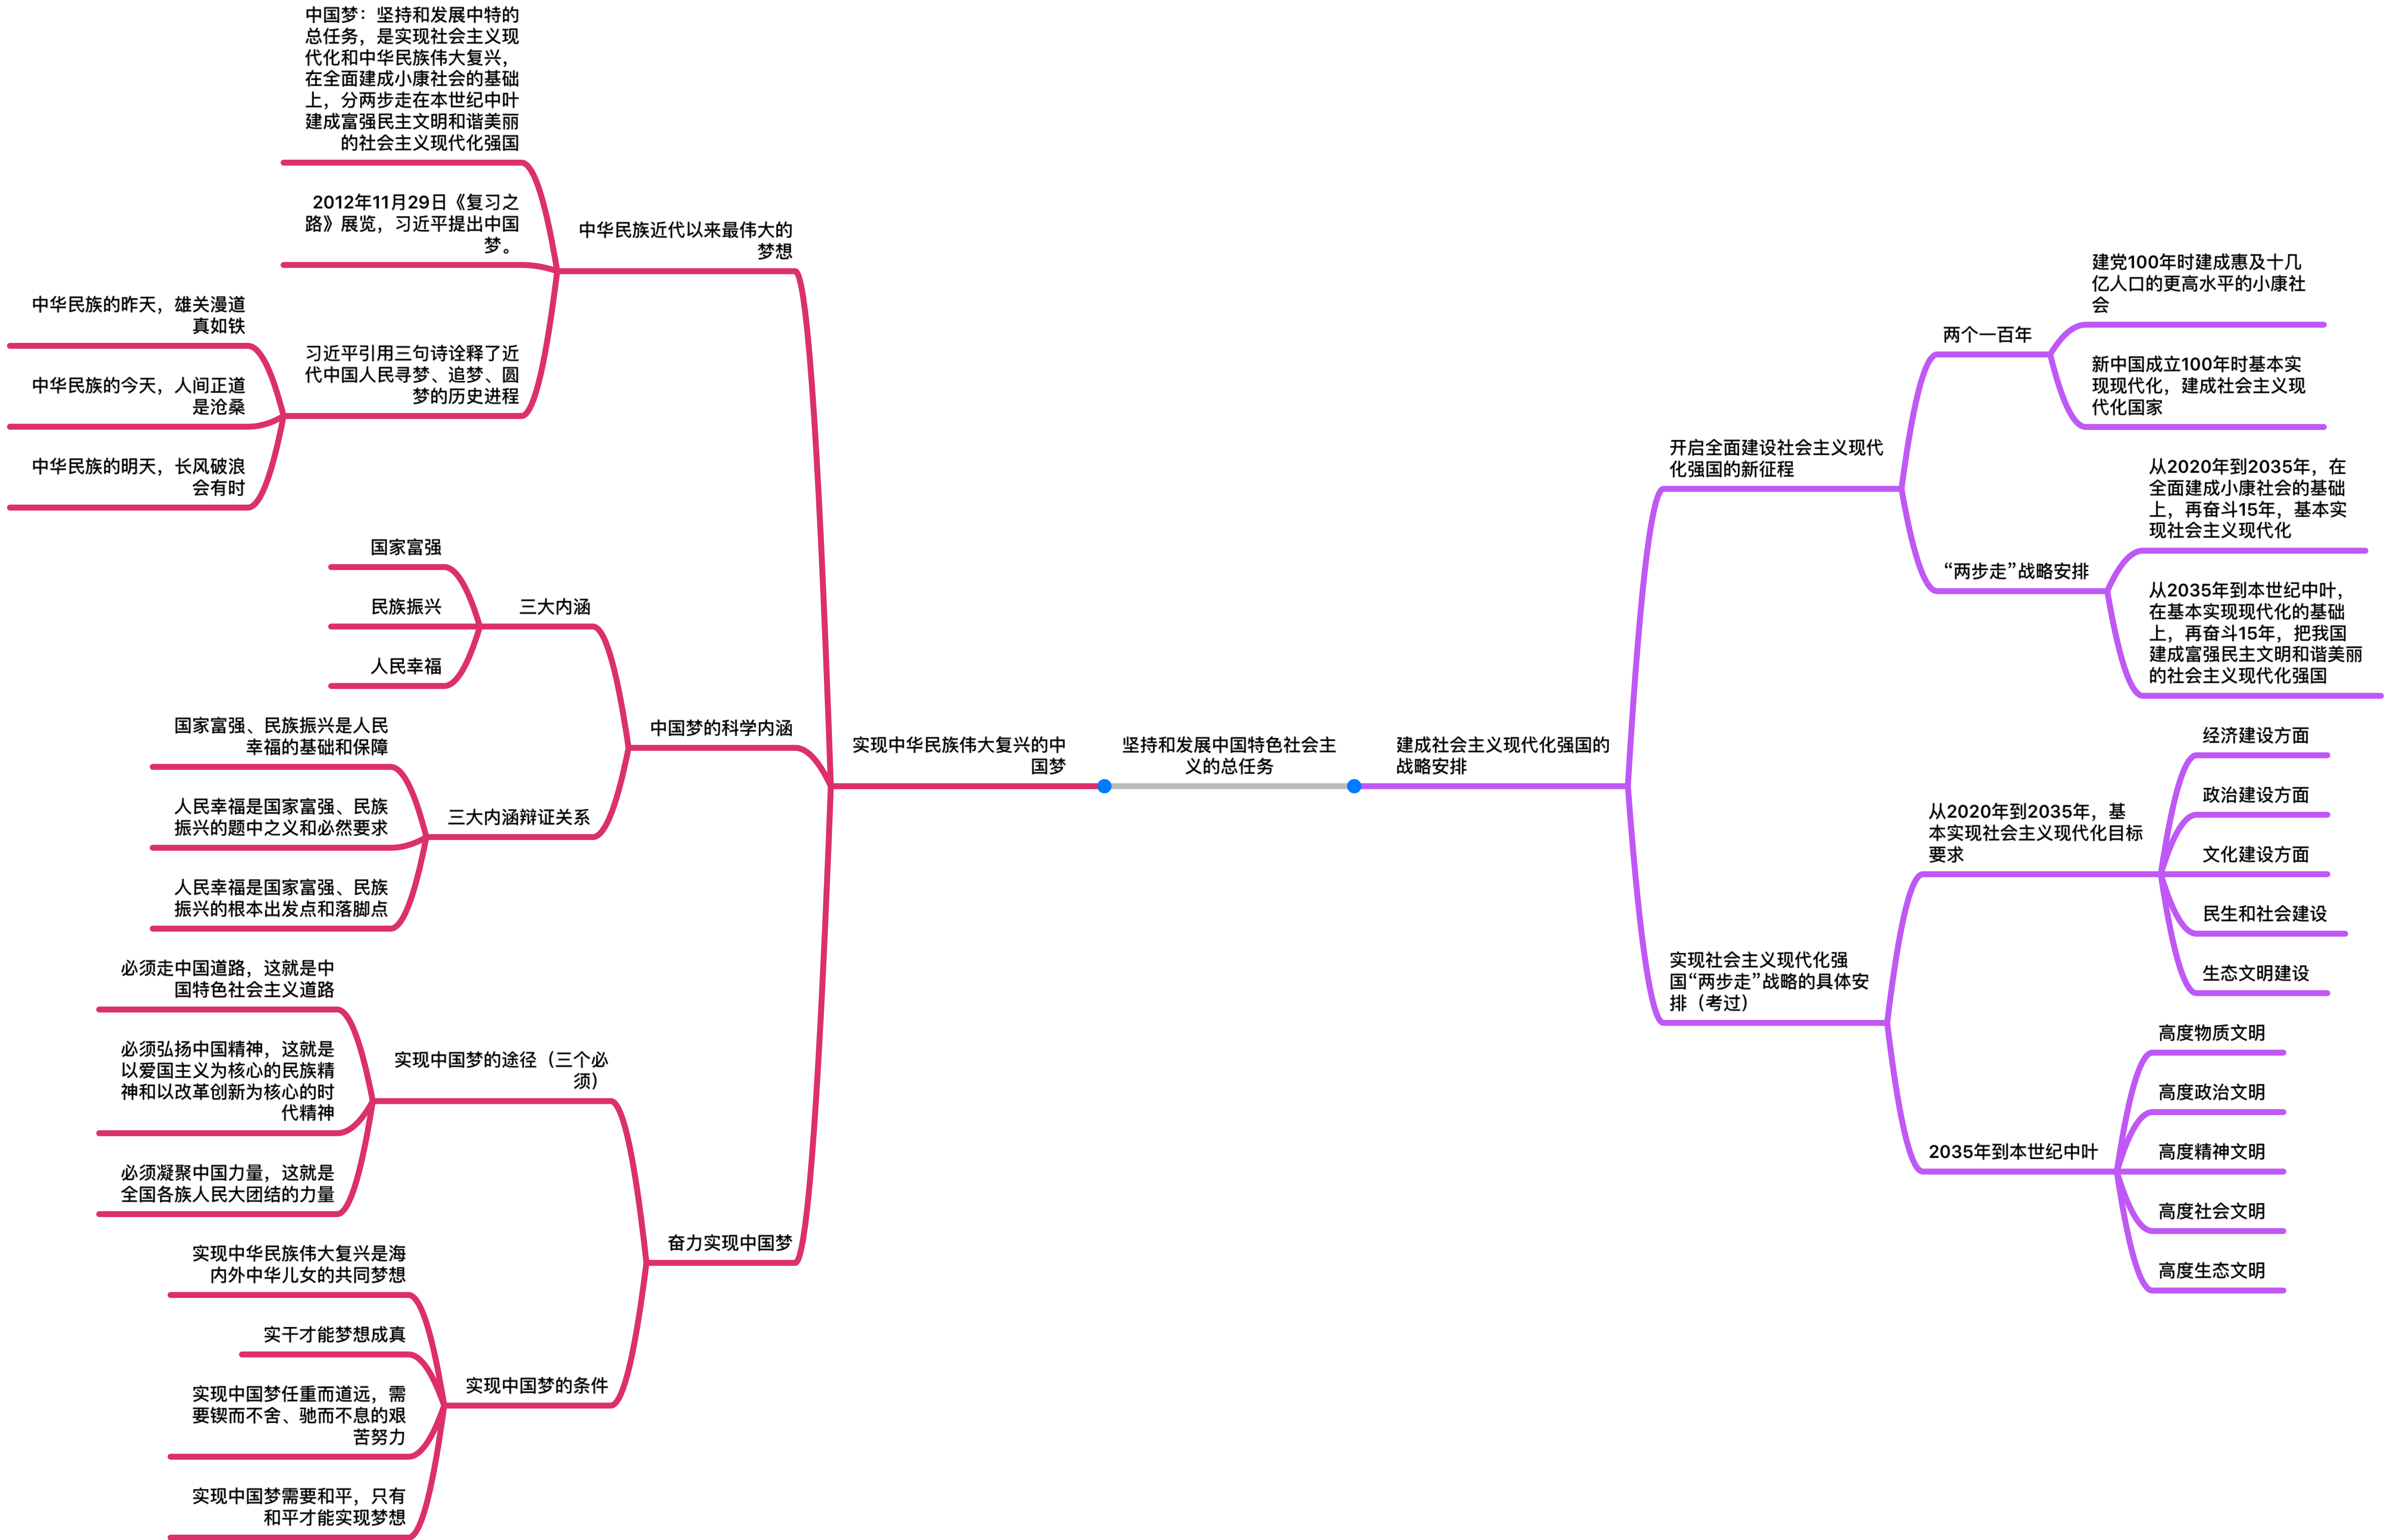 中国梦：坚持和发展中特的
总任务，是实现社会主义现
代化和中华民族伟大复兴，
在全面建成小康社会的基础
上，分两步走在本世纪中叶
建成富强民主文明和谐美丽
的社会主义现代化强国
2012年11月29日《复习之
路》展览，习近平提出中国
梦。
中华民族近代以来最伟大的
梦想
中华民族的昨天，雄关漫道
真如铁
中华民族的今天，人间正道
是沧桑
中华民族的明天，长风破浪
会有时
习近平引用三句诗诠释了近
代中国人民寻梦、追梦、圆
梦的历史进程
国家富强
民族振兴
人民幸福
三大内涵
中国梦的科学内涵
国家富强、民族振兴是人民
幸福的基础和保障
人民幸福是国家富强、民族
振兴的题中之义和必然要求
人民幸福是国家富强、民族
振兴的根本出发点和落脚点
三大内涵辩证关系
必须走中国道路，这就是中
国特色社会主义道路
必须弘扬中国精神，这就是
以爱国主义为核心的民族精
神和以改革创新为核心的时
代精神
必须凝聚中国力量，这就是
全国各族人民大团结的力量
实现中国梦的途径（三个必
须）
奋力实现中国梦
实现中华民族伟大复兴是海
内外中华儿女的共同梦想
实干才能梦想成真
实现中国梦任重而道远，需
要锲而不舍、驰而不息的艰
苦努力
实现中国梦需要和平，只有
和平才能实现梦想
实现中国梦的条件
实现中华民族伟大复兴的中
国梦
坚持和发展中国特色社会主
义的总任务
建成社会主义现代化强国的
战略安排
开启全面建设社会主义现代
化强国的新征程
两个一百年
建党100年时建成惠及十几
亿人口的更高水平的小康社
会
新中国成立100年时基本实
现现代化，建成社会主义现
代化国家
“两步走”战略安排
从2020年到2035年，在
全面建成小康社会的基础
上，再奋斗15年，基本实
现社会主义现代化
从2035年到本世纪中叶，
在基本实现现代化的基础
上，再奋斗15年，把我国
建成富强民主文明和谐美丽
的社会主义现代化强国
实现社会主义现代化强
国“两步走”战略的具体安
排（考过）
从2020年到2035年，基
本实现社会主义现代化目标
要求
经济建设方面
政治建设方面
文化建设方面
民生和社会建设
生态文明建设
2035年到本世纪中叶
高度物质文明
高度政治文明
高度精神文明
高度社会文明
高度生态文明